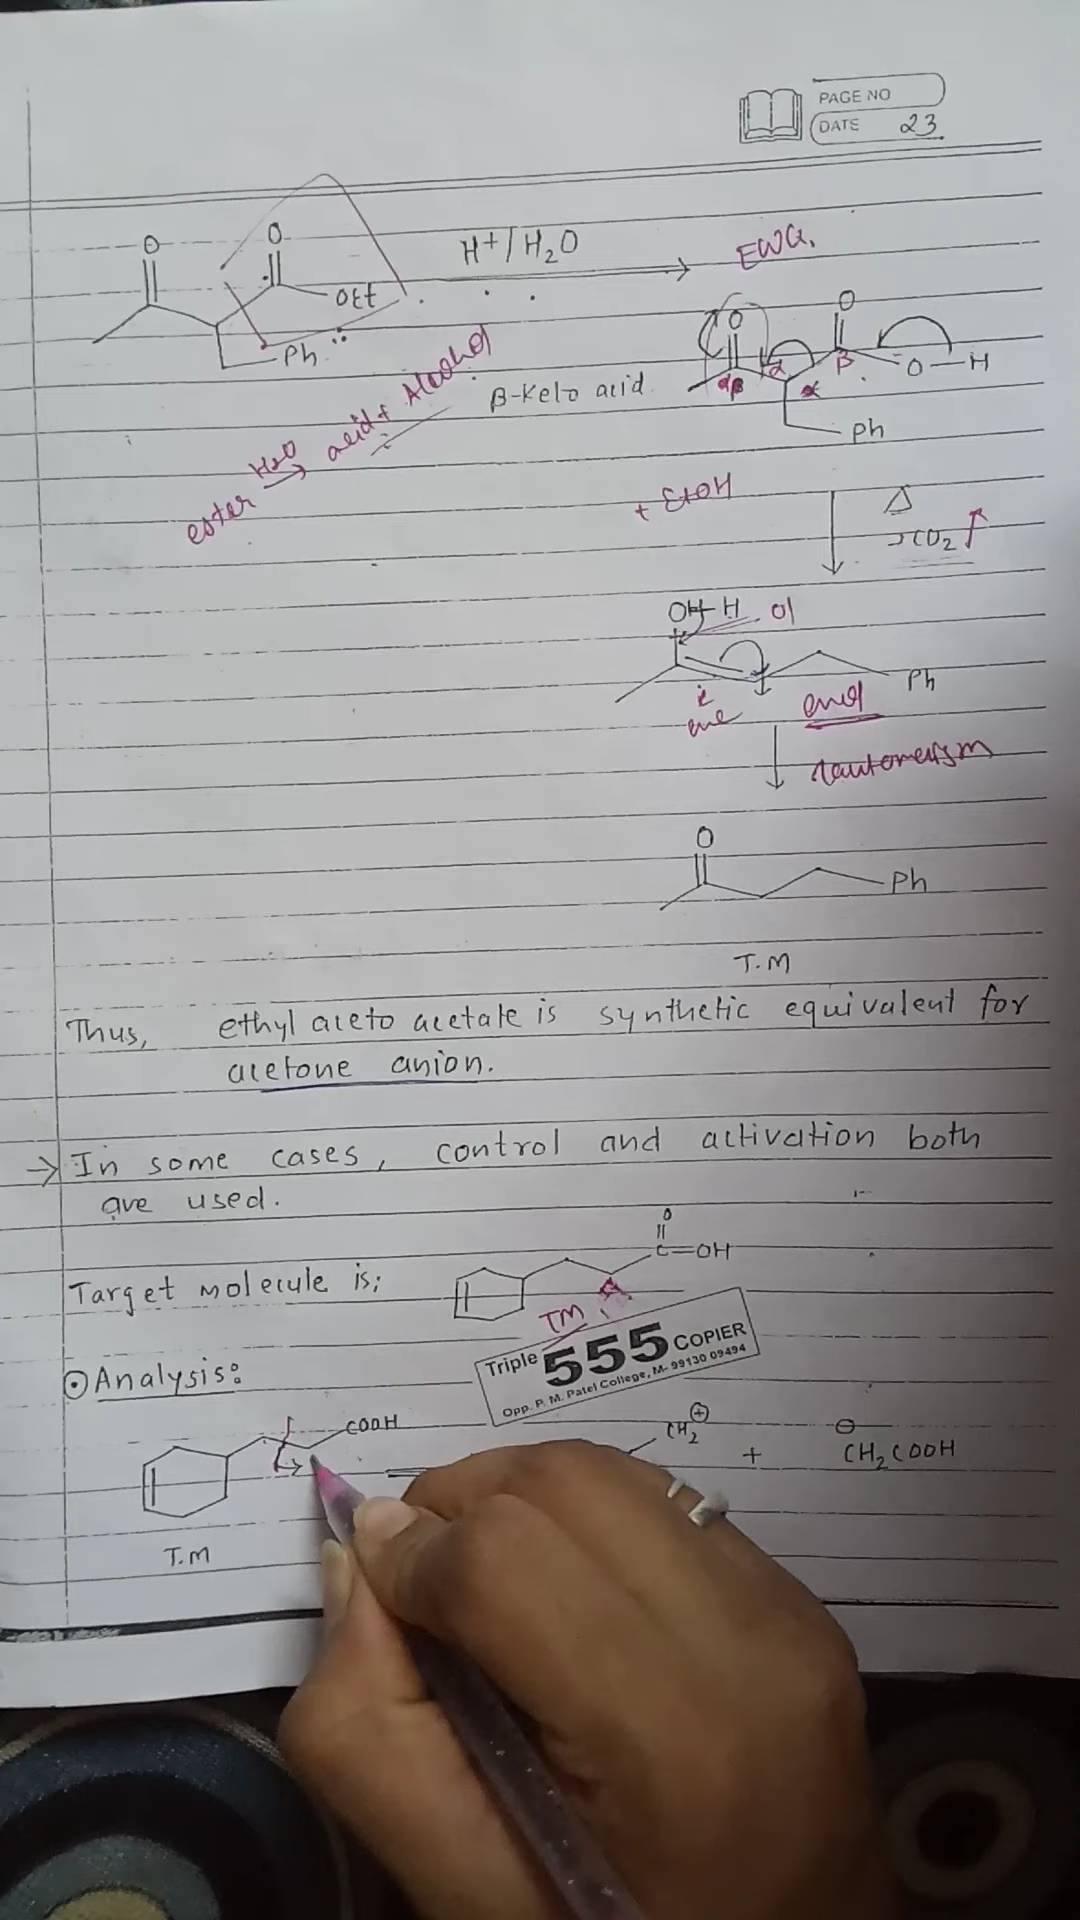 PAGE NO
DATE 23
O
O
H+/H2O
EWG.
OEt
Ph
O
O
O—H
β-Keto acid
α
β
α
Ph
ester H2O → acid + Alcohol
+ EtOH
Δ
CO2 ↑
OH H ol
Ph
ene
enol
tautomerism
O
Ph
T.M
Thus, ethyl aceto acetate is synthetic equivalent for
acetone anion.
→ In some cases, control and activation both
are used.
O
C=OH
Target molecule is;
TM
Triple 555 COPIER
Opp. P. M. Patel College, M- 99130 09494
Analysis:
COOH
CH2 ⊕ + ⊖ CH2COOH
T.M